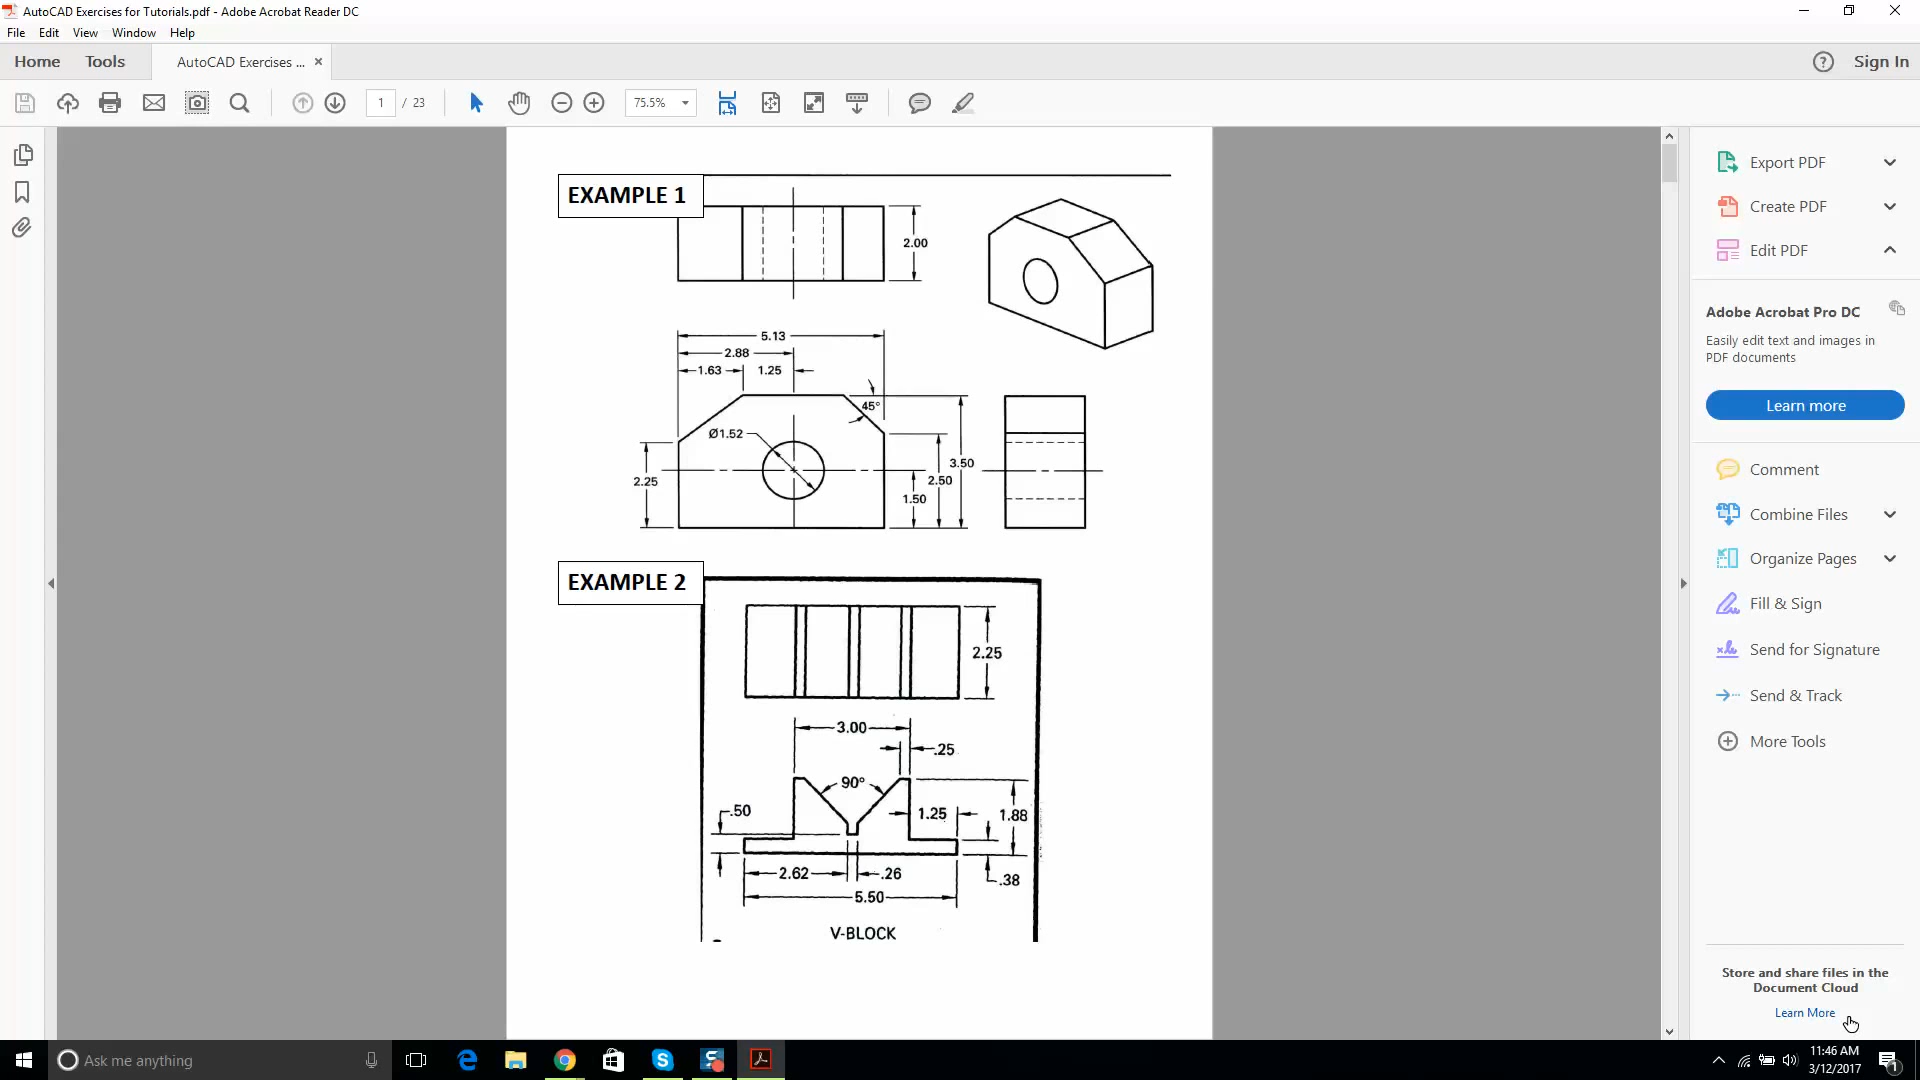 AutoCAD Exercises for Tutorials.pdf - Adobe Acrobat Reader DC
File Edit View Window Help
Home Tools AutoCAD Exercises ... × ? Sign In
1 / 23 75.5%
EXAMPLE 1
2.00
5.13
2.88
1.63 1.25
45°
Ø1.52
3.50
2.25
2.50
1.50
EXAMPLE 2
2.25
3.00
.25
90°
.50
1.25
1.88
2.62
.26
.38
5.50
V-BLOCK
Export PDF
Create PDF
Edit PDF
Adobe Acrobat Pro DC
Easily edit text and images in
PDF documents
Learn more
Comment
Combine Files
Organize Pages
Fill & Sign
Send for Signature
Send & Track
More Tools
Store and share files in the
Document Cloud
Learn More
Ask me anything
11:46 AM
3/12/2017
1